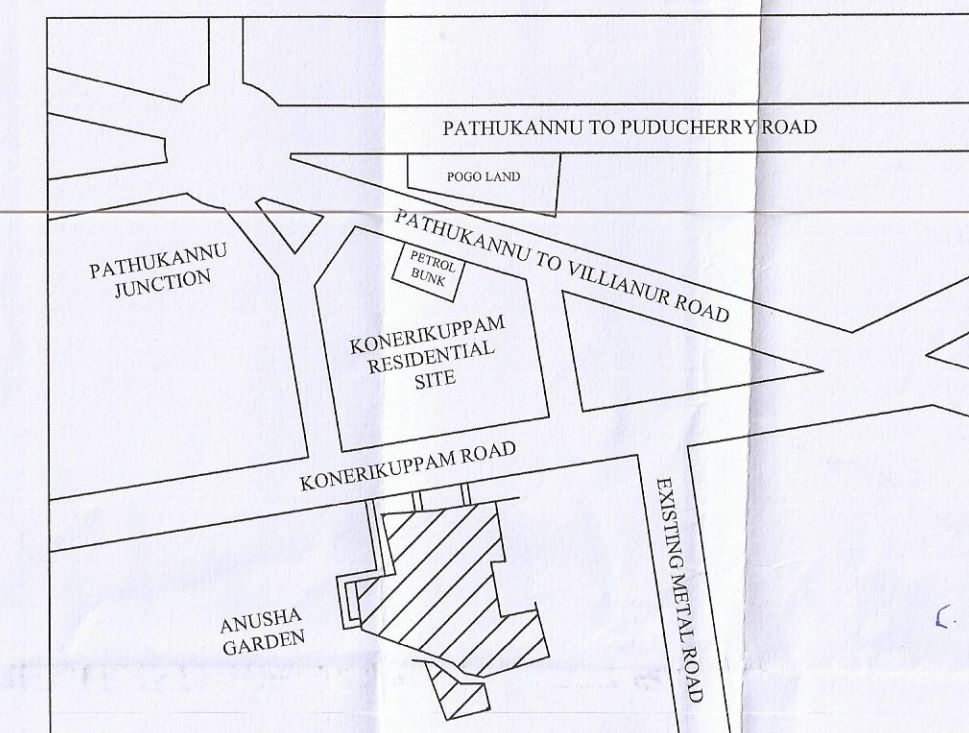 PATHUKANNU TO PUDUCHERRY ROAD
POGO LAND
PATHUKANNU TO VILLIANUR ROAD
PATHUKANNU
JUNCTION
PETROL
BUNK
KONERIKUPPAM
RESIDENTIAL
SITE
KONERIKUPPAM ROAD
EXISTING METAL ROAD
ANUSHA
GARDEN